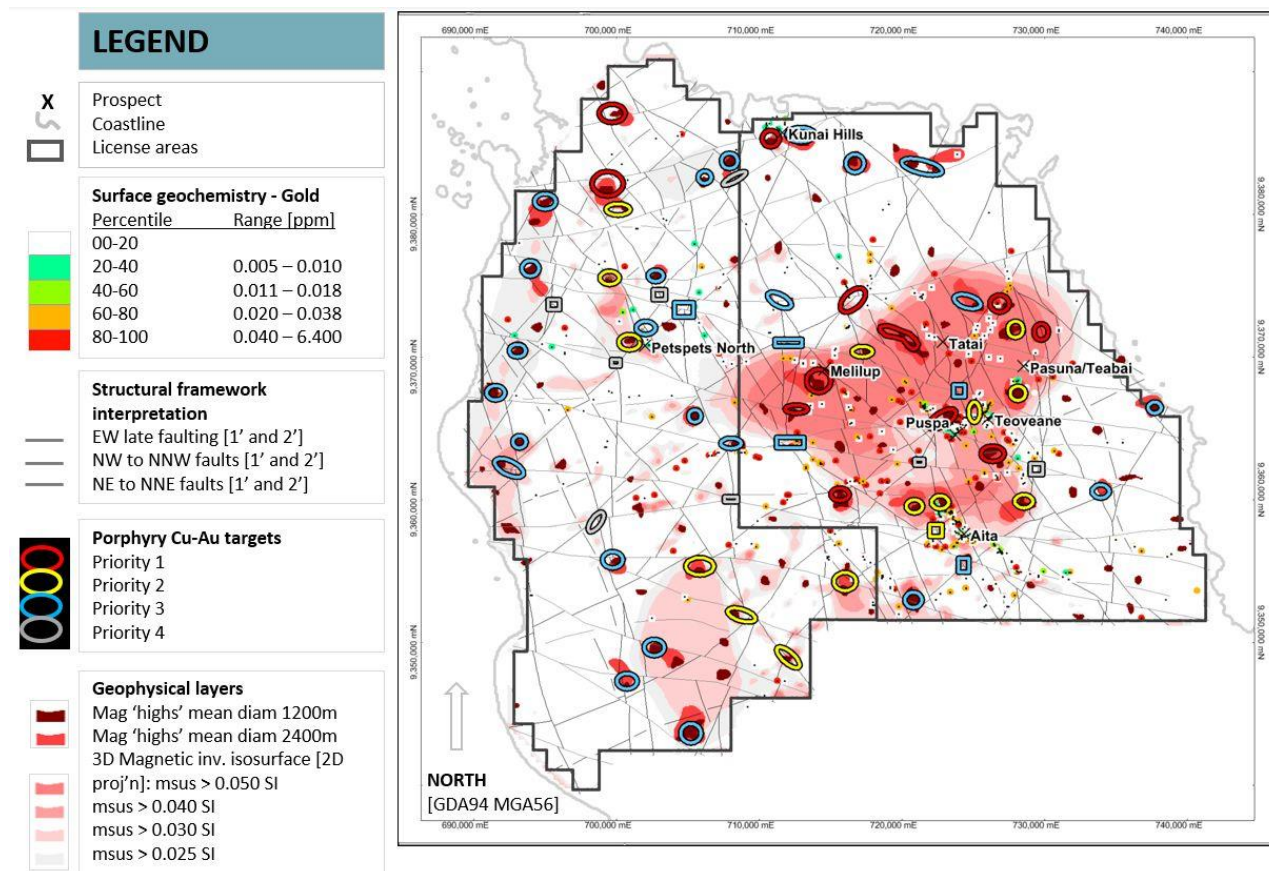 LEGEND
X Prospect
Coastline
License areas
Surface geochemistry - Gold
Percentile Range [ppm]
00-20
20-40 0.005 – 0.010
40-60 0.011 – 0.018
60-80 0.020 – 0.038
80-100 0.040 – 6.400
Structural framework
interpretation
EW late faulting [1’ and 2’]
NW to NNW faults [1’ and 2’]
NE to NNE faults [1’ and 2’]
Porphyry Cu-Au targets
Priority 1
Priority 2
Priority 3
Priority 4
Geophysical layers
Mag ‘highs’ mean diam 1200m
Mag ‘highs’ mean diam 2400m
3D Magnetic inv. isosurface [2D
proj’n]: msus > 0.050 SI
msus > 0.040 SI
msus > 0.030 SI
msus > 0.025 SI
690,000 mE 700,000 mE 710,000 mE 720,000 mE 730,000 mE 740,000 mE
9,380,000 mN
9,370,000 mN
9,360,000 mN
9,350,000 mN
Kunai Hills
Petspets North
Tatai
Melilup
Pasuna/Teabai
Puspa
Teoveane
Aita
9,380,000 mN
9,370,000 mN
9,360,000 mN
9,350,000 mN
NORTH
[GDA94 MGA56]
690,000 mE 700,000 mE 710,000 mE 720,000 mE 730,000 mE 740,000 mE